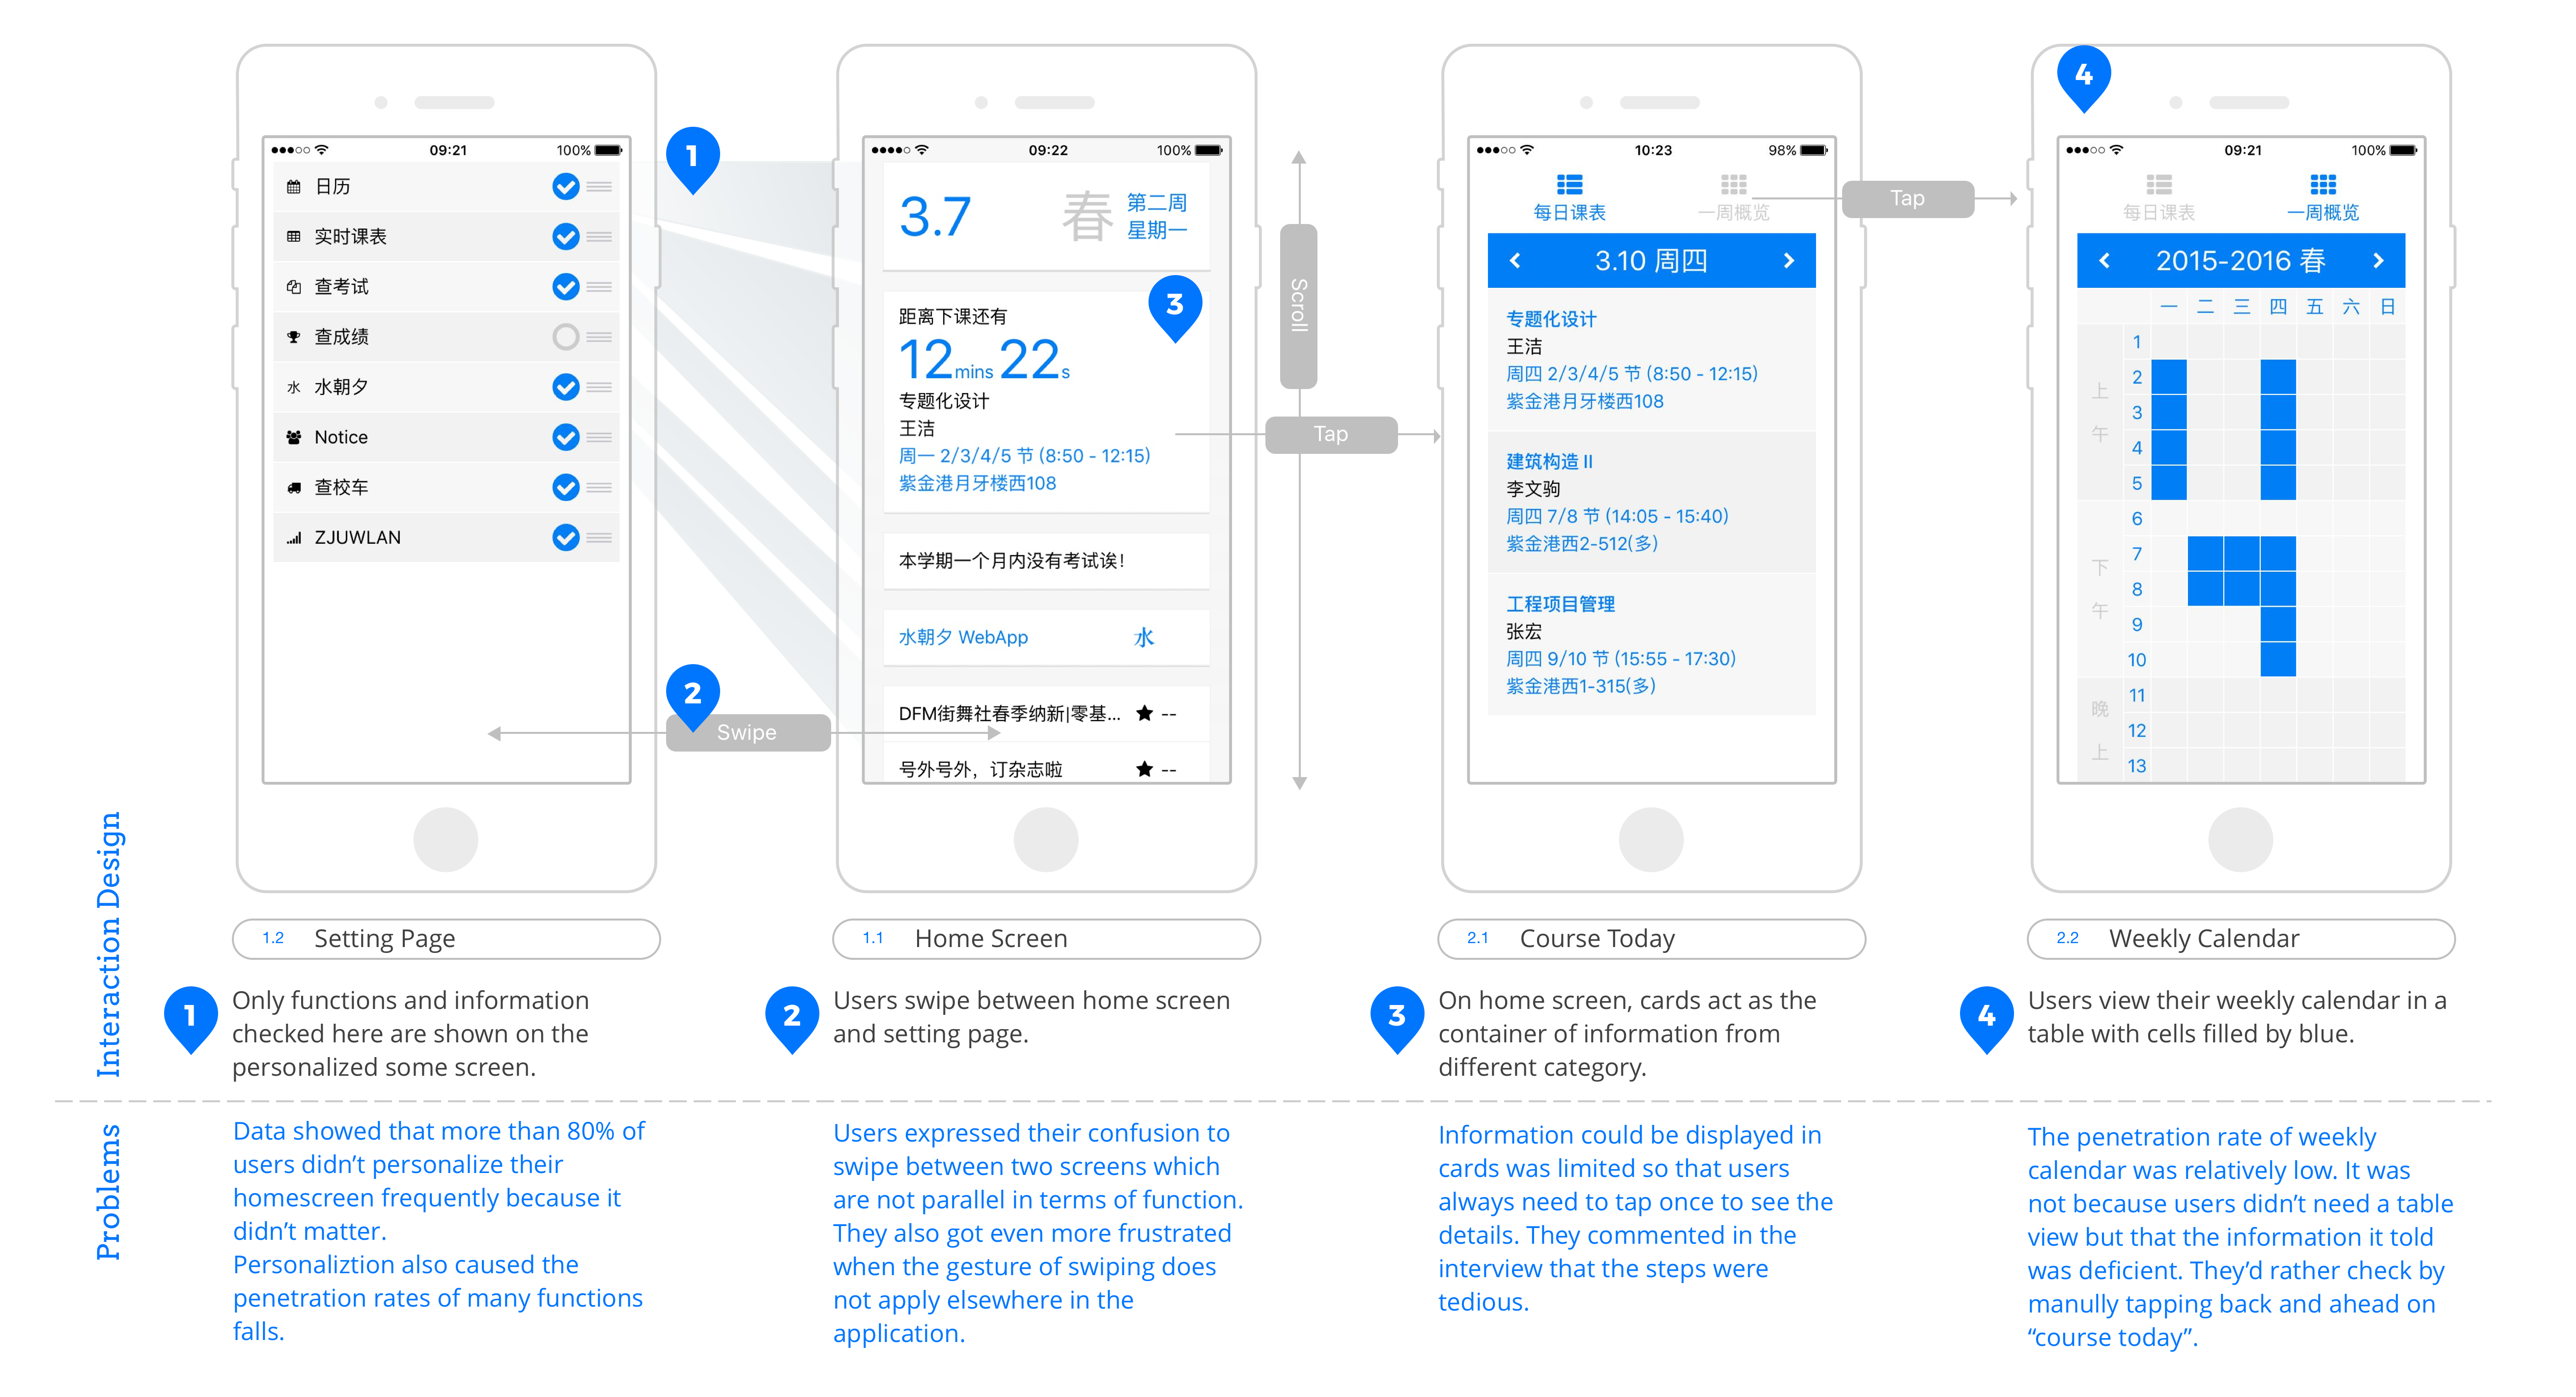 1
09:21
100%
日历
实时课表
查考试
查成绩
水 水朝夕
Notice
查校车
ZJUWLAN
2
Swipe
09:22
100%
3.7
春
第二周
星期一
3
距离下课还有
12mins 22s
专题化设计
王洁
周一 2/3/4/5 节 (8:50 - 12:15)
紫金港月牙楼西108
本学期一个月内没有考试诶！
水朝夕 WebApp 水
DFM街舞社春季纳新|零基... ★ --
号外号外，订杂志啦 ★ --
Scroll
Tap
10:23
98%
每日课表
一周概览
3.10 周四
专题化设计
王洁
周四 2/3/4/5 节 (8:50 - 12:15)
紫金港月牙楼西108
建筑构造 II
李文驹
周四 7/8 节 (14:05 - 15:40)
紫金港西2-512(多)
工程项目管理
张宏
周四 9/10 节 (15:55 - 17:30)
紫金港西1-315(多)
Tap
4
09:21
100%
每日课表
一周概览
2015-2016 春
一 二 三 四 五 六 日
上午
1
2
3
4
5
下午
6
7
8
9
10
晚上
11
12
13
Interaction Design
1.2 Setting Page
1
Only functions and information
checked here are shown on the
personalized some screen.
1.1 Home Screen
2
Users swipe between home screen
and setting page.
2.1 Course Today
3
On home screen, cards act as the
container of information from
different category.
2.2 Weekly Calendar
4
Users view their weekly calendar in a
table with cells filled by blue.
Problems
Data showed that more than 80% of
users didn’t personalize their
homescreen frequently because it
didn’t matter.
Personaliztion also caused the
penetration rates of many functions
falls.
Users expressed their confusion to
swipe between two screens which
are not parallel in terms of function.
They also got even more frustrated
when the gesture of swiping does
not apply elsewhere in the
application.
Information could be displayed in
cards was limited so that users
always need to tap once to see the
details. They commented in the
interview that the steps were
tedious.
The penetration rate of weekly
calendar was relatively low. It was
not because users didn’t need a table
view but that the information it told
was deficient. They’d rather check by
manully tapping back and ahead on
“course today”.